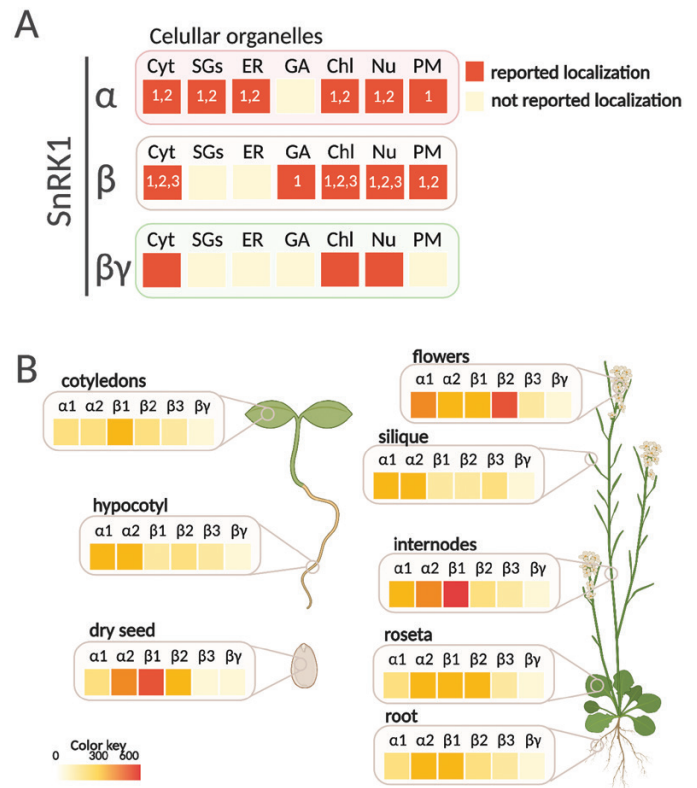 A
Celullar organelles
SnRK1
α
Cyt SGs ER GA Chl Nu PM
1,2 1,2 1,2 1,2 1,2 1
reported localization
not reported localization
β
Cyt SGs ER GA Chl Nu PM
1,2,3 1 1,2,3 1,2,3 1,2
βγ
Cyt SGs ER GA Chl Nu PM
B
cotyledons
α1 α2 β1 β2 β3 βγ
hypocotyl
α1 α2 β1 β2 β3 βγ
dry seed
α1 α2 β1 β2 β3 βγ
Color key
0 300 600
flowers
α1 α2 β1 β2 β3 βγ
silique
α1 α2 β1 β2 β3 βγ
internodes
α1 α2 β1 β2 β3 βγ
roseta
α1 α2 β1 β2 β3 βγ
root
α1 α2 β1 β2 β3 βγ